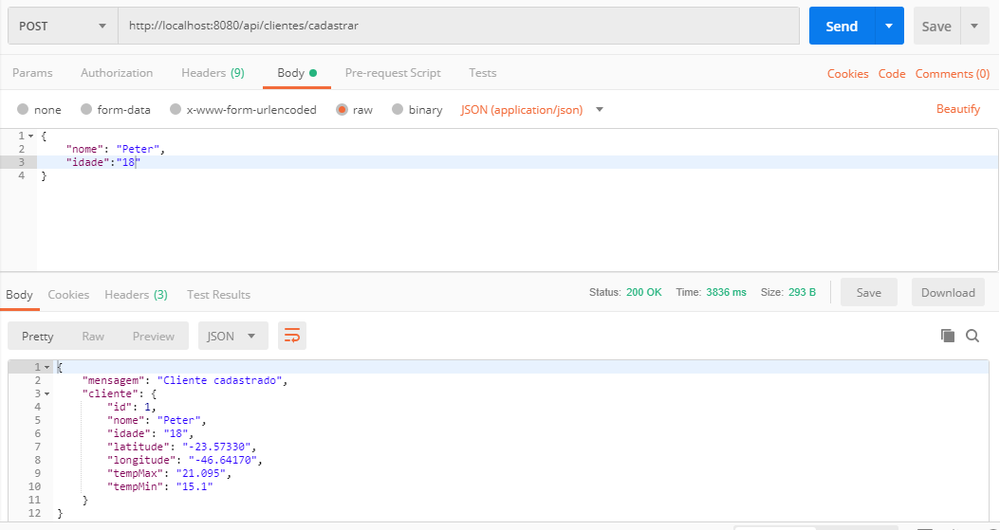 POST http://localhost:8080/api/clientes/cadastrar Send Save
Params Authorization Headers (9) Body Pre-request Script Tests Cookies Code Comments (0)
none form-data x-www-form-urlencoded raw binary JSON (application/json) Beautify
1 {
2 "nome": "Peter",
3 "idade":"18"
4 }
Body Cookies Headers (3) Test Results Status: 200 OK Time: 3836 ms Size: 293 B Save Download
Pretty Raw Preview JSON
1 {
2 "mensagem": "Cliente cadastrado",
3 "cliente": {
4 "id": 1,
5 "nome": "Peter",
6 "idade": "18",
7 "latitude": "-23.57330",
8 "longitude": "-46.64170",
9 "tempMax": "21.095",
10 "tempMin": "15.1"
11 }
12 }